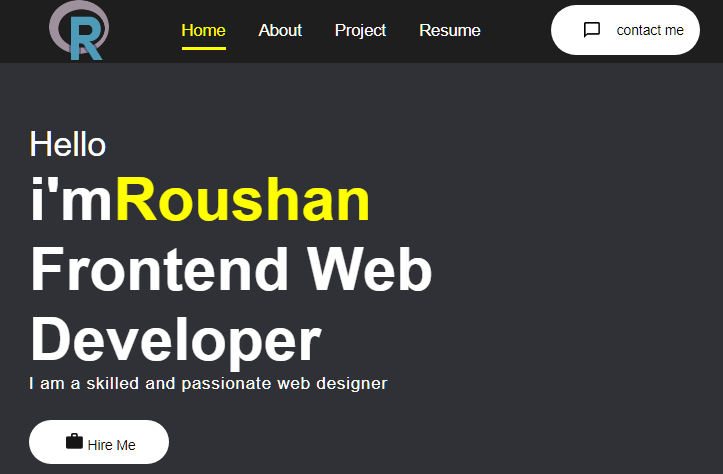 R
Home About Project Resume contact me
Hello
i'mRoushan
Frontend Web
Developer
I am a skilled and passionate web designer
Hire Me